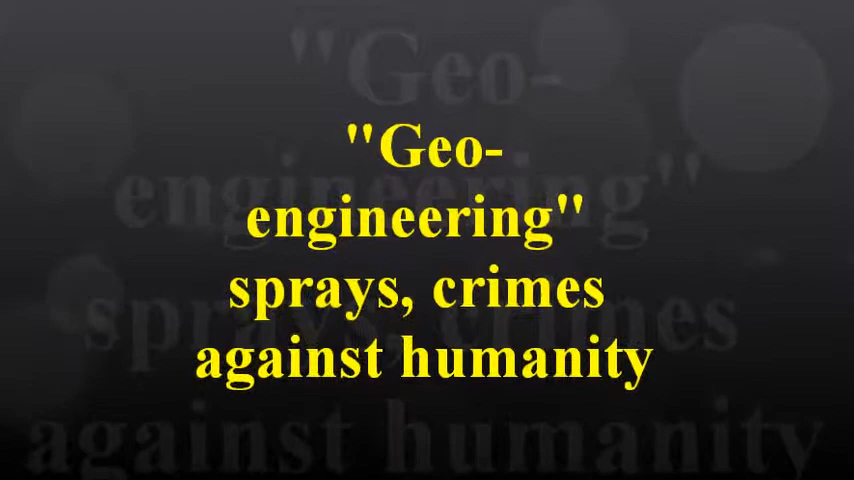 "Geo-
engineering"
sprays, crimes
against humanity